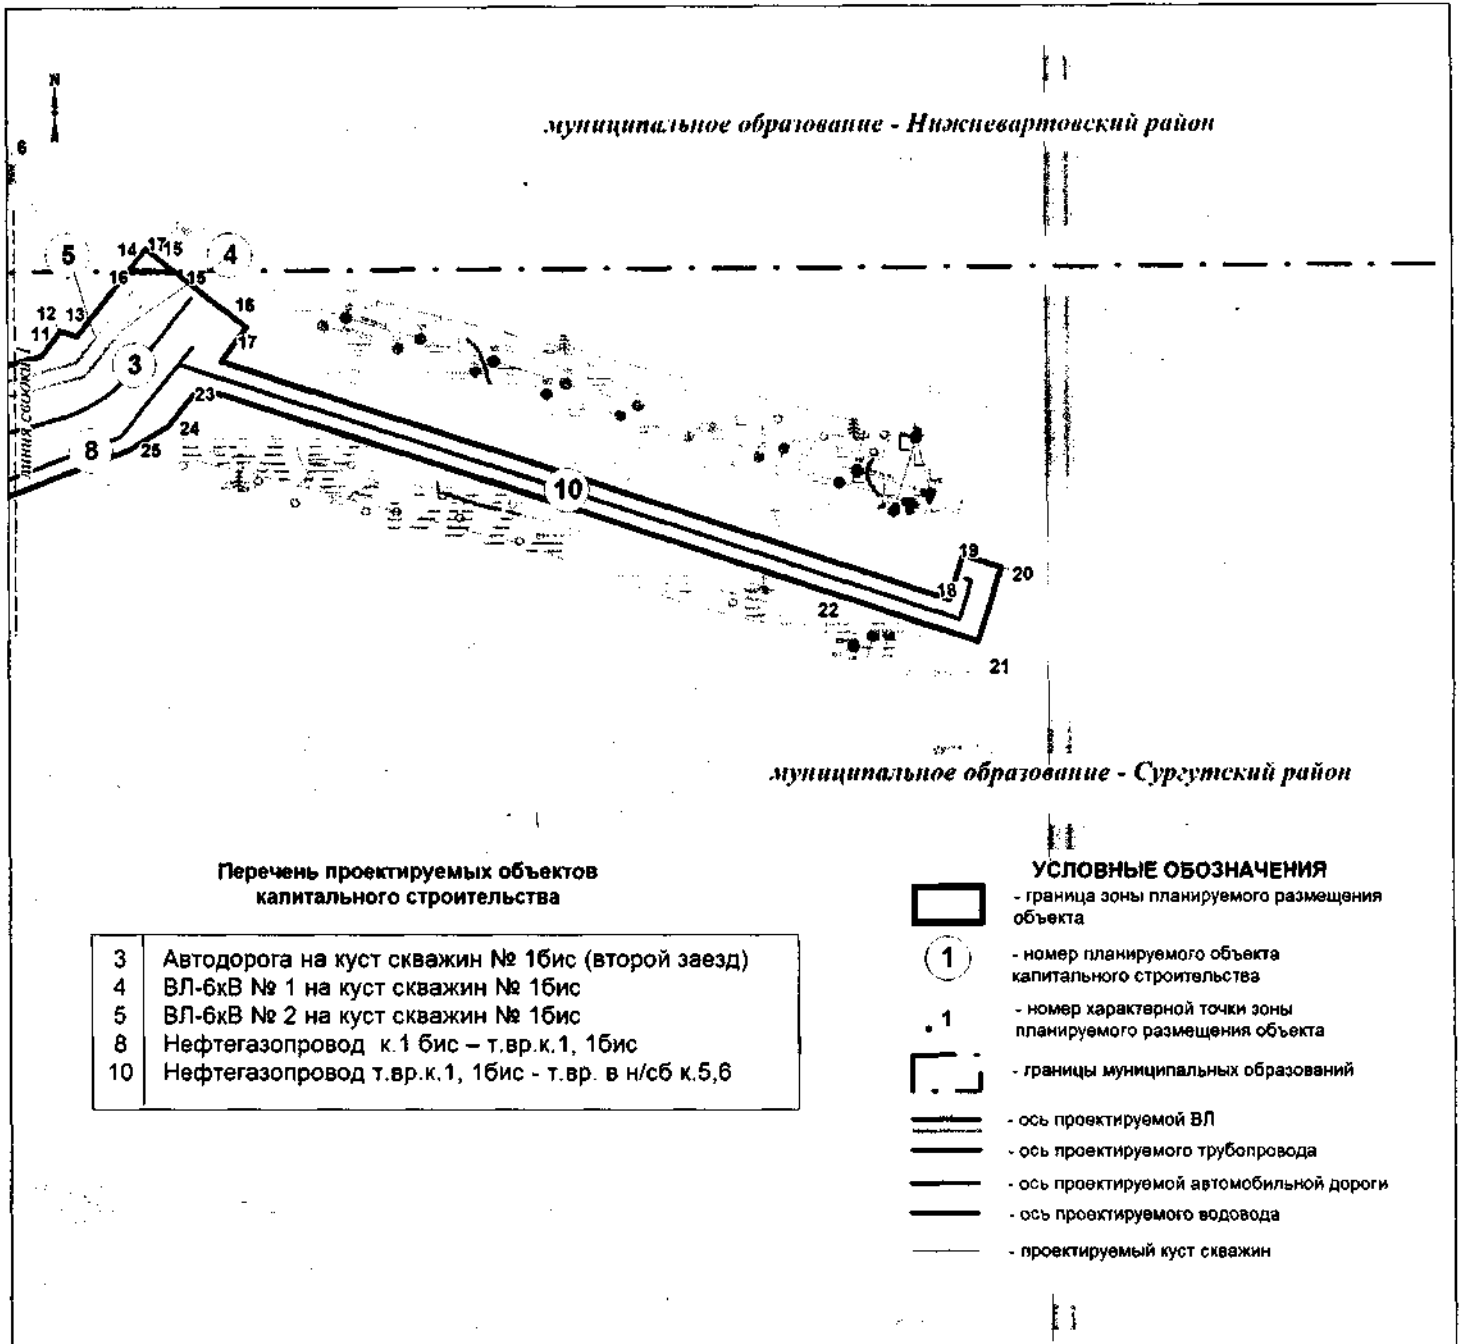 N
муниципальное образование - Нижневартовский район
6
5
14
17
15
4
16
15
12
13
16
11
17
линия сводки 1
3
23
24
8
25
10
19
18
20
22
21
муниципальное образование - Сургутский район
Перечень проектируемых объектов
капитального строительства
3 Автодорога на куст скважин № 1бис (второй заезд)
4 ВЛ-6кВ № 1 на куст скважин № 1бис
5 ВЛ-6кВ № 2 на куст скважин № 1бис
8 Нефтегазопровод к.1 бис – т.вр.к.1, 1бис
10 Нефтегазопровод т.вр.к.1, 1бис - т.вр. в н/сб к.5,6
УСЛОВНЫЕ ОБОЗНАЧЕНИЯ
- граница зоны планируемого размещения
объекта
1
- номер планируемого объекта
капитального строительства
.1
- номер характерной точки зоны
планируемого размещения объекта
- границы муниципальных образований
- ось проектируемой ВЛ
- ось проектируемого трубопровода
- ось проектируемой автомобильной дороги
- ось проектируемого водовода
- проектируемый куст скважин